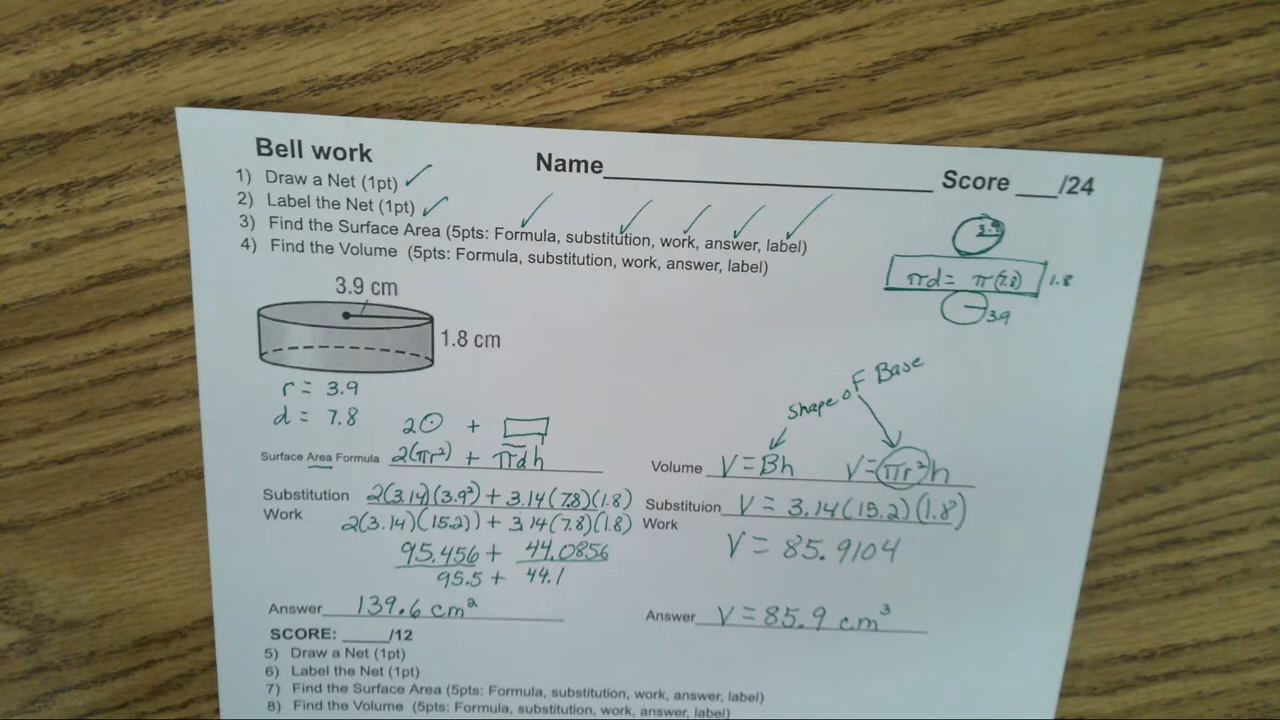 Bell work
Name__________ Score ___/24
1) Draw a Net (1pt) ✓
2) Label the Net (1pt) ✓
3) Find the Surface Area (5pts: Formula, substitution, work, answer, label)
4) Find the Volume (5pts: Formula, substitution, work, answer, label)
3.9
πd = π(7.8) 1.8
3.9
3.9 cm
1.8 cm
r = 3.9
d = 7.8
2⊙ + ▭
Surface Area Formula 2(πr²) + πdh
Substitution 2(3.14)(3.9²) + 3.14(7.8)(1.8)
Work 2(3.14)(15.2)) + 3.14(7.8)(1.8)
95.456 + 44.0856
95.5 + 44.1
Answer 139.6 cm²
Shape of Base
Volume V = Bh V = πr²h
Substituion V = 3.14(15.2)(1.8)
Work
V = 85.9104
Answer V = 85.9 cm³
SCORE: _____/12
5) Draw a Net (1pt)
6) Label the Net (1pt)
7) Find the Surface Area (5pts: Formula, substitution, work, answer, label)
8) Find the Volume (5pts: Formula, substitution, work, answer, label)